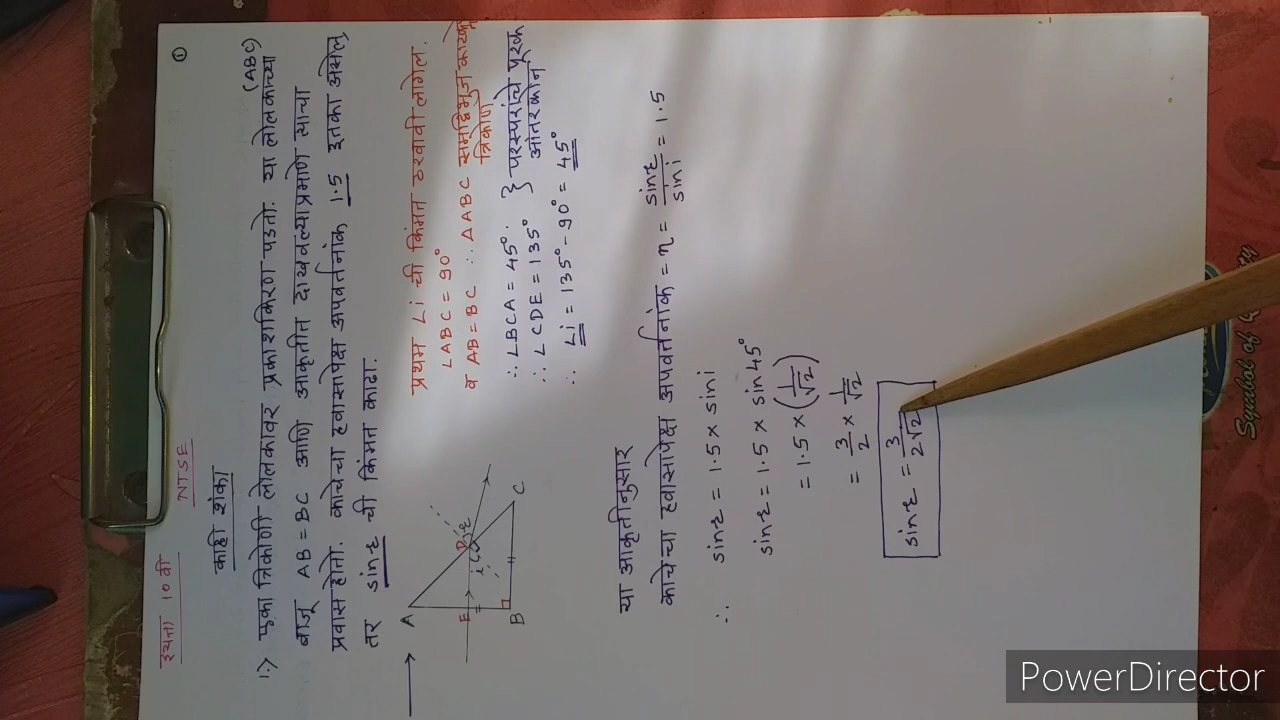 ①
इयत्ता १० वी NTSE
काही शंका
1:> एका त्रिकोणी लोलकावर प्रकाशकिरण पडतो. या लोलकाच्या (ABC)
बाजू AB = BC आणि आकृतीत दाखवल्याप्रमाणे त्याचा
प्रवास होतो. काचेचा हवासापेक्ष अपवर्तनांक 1.5 इतका असेल
तर sin r ची किंमत काढा.
A
E
D
i
r
B
C
प्रथम ∠i ची किंमत ठरवावी लागेल.
∠ABC = 90°
व AB = BC ∴ ΔABC समद्विभुज काटकोन
त्रिकोण
∴ ∠BCA = 45°. } परस्परांचे पूरक
∴ ∠CDE = 135° आंतरकोन
∴ ∠i = 135° - 90° = 45°
या आकृतीनुसार
काचेचा हवासापेक्ष अपवर्तनांक = n = sin r / sin i = 1.5
∴ sin r = 1.5 × sin i
sin r = 1.5 × sin 45°
= 1.5 × (1/√2)
= 3/2 × 1/√2
sin r = 3/2√2
Symbol of
PowerDirector